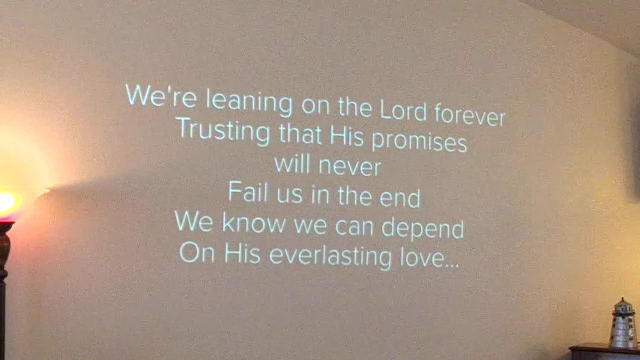 We're leaning on the Lord forever
Trusting that His promises
will never
Fail us in the end
We know we can depend
On His everlasting love...